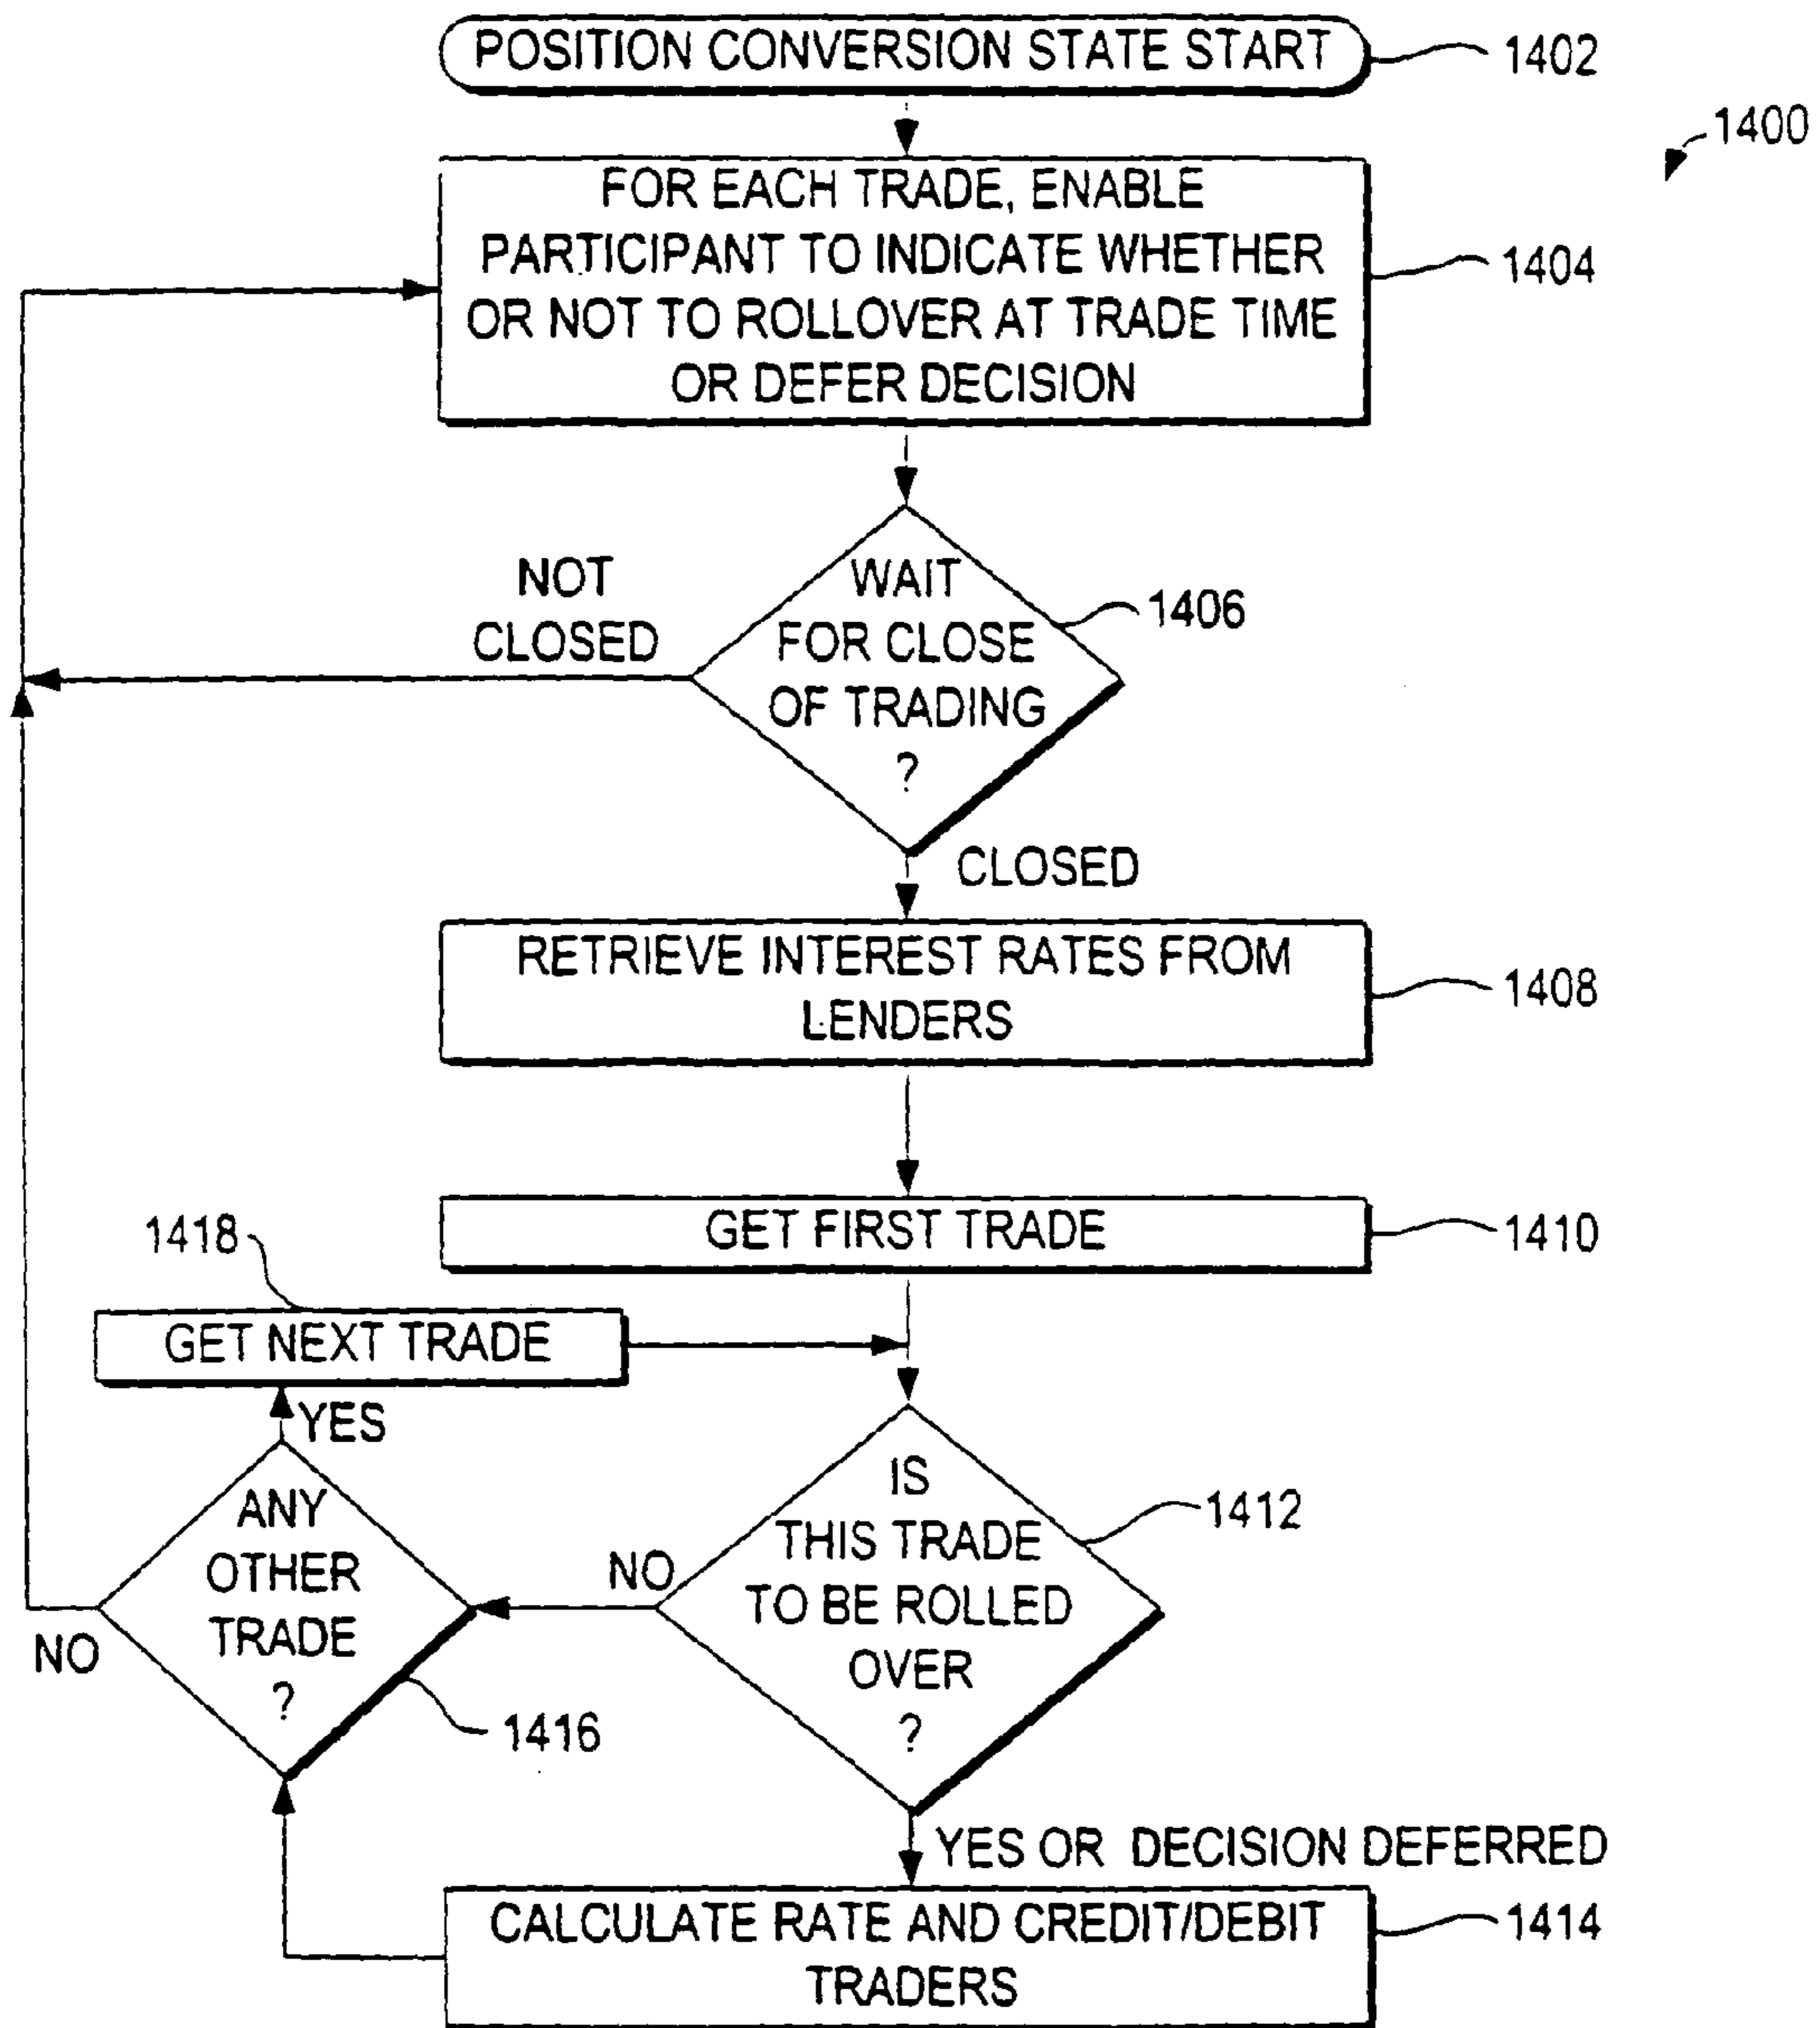 POSITION CONVERSION STATE START
1402
1400
FOR EACH TRADE, ENABLE
PARTICIPANT TO INDICATE WHETHER
OR NOT TO ROLLOVER AT TRADE TIME
OR DEFER DECISION
1404
NOT
CLOSED
WAIT
FOR CLOSE
OF TRADING
?
1406
CLOSED
RETRIEVE INTEREST RATES FROM
LENDERS
1408
GET FIRST TRADE
1410
1418
GET NEXT TRADE
YES
ANY
OTHER
TRADE
?
NO
1416
NO
IS
THIS TRADE
TO BE ROLLED
OVER
?
1412
YES OR DECISION DEFERRED
CALCULATE RATE AND CREDIT/DEBIT
TRADERS
1414